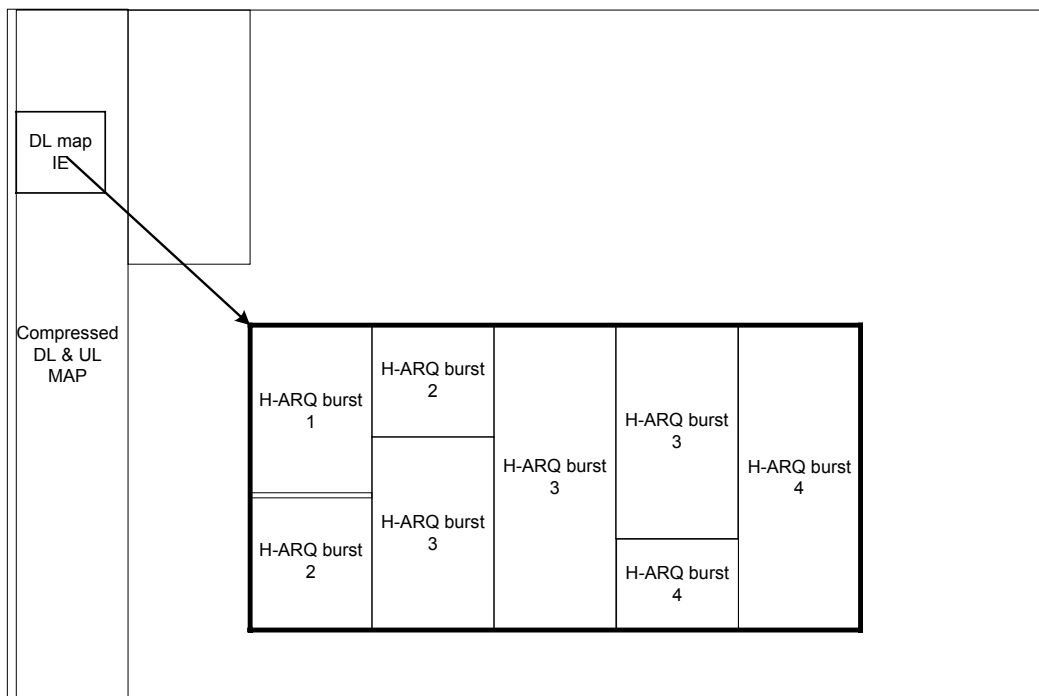 DL map
IE
Compressed
DL & UL
MAP
H-ARQ burst
1
H-ARQ burst
2
H-ARQ burst
2
H-ARQ burst
3
H-ARQ burst
3
H-ARQ burst
3
H-ARQ burst
4
H-ARQ burst
4